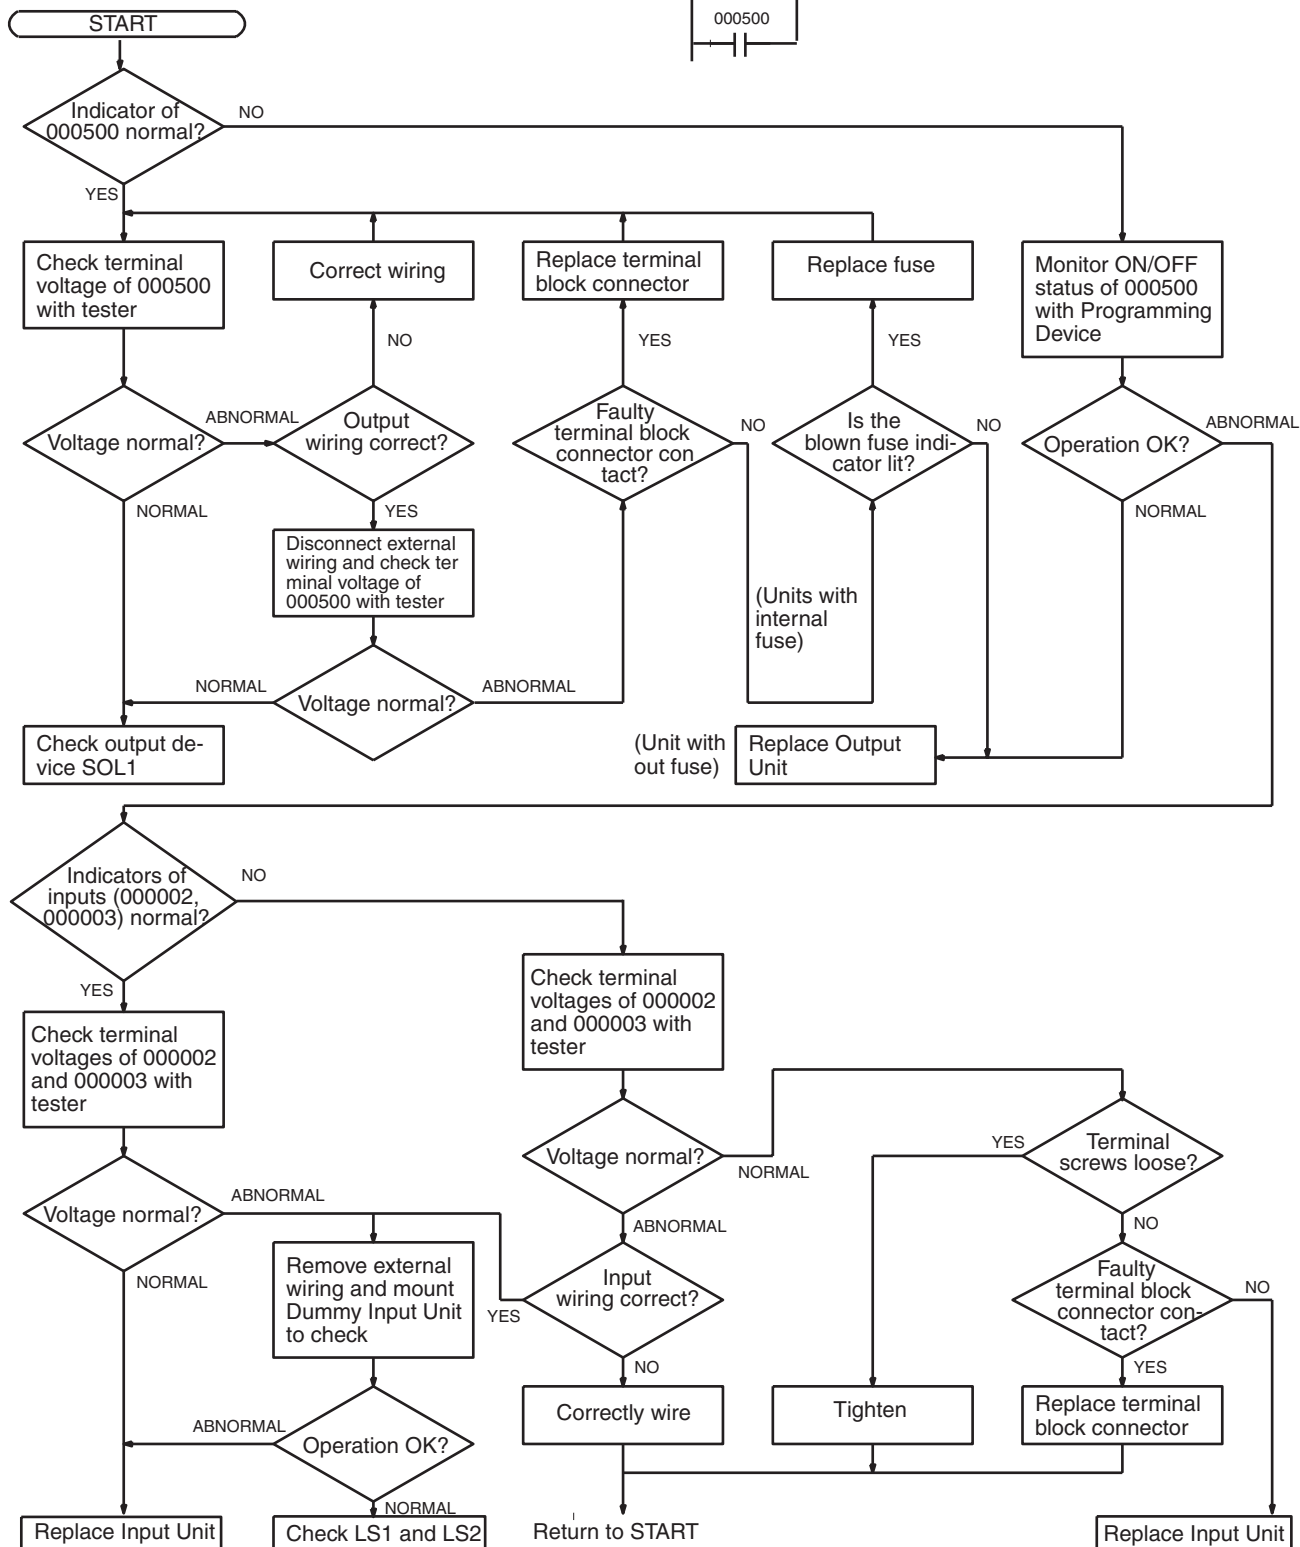 000500
START
Indicator of
000500 normal?
NO
YES
Check terminal
voltage of 000500
with tester
Correct wiring
Replace terminal
block connector
Replace fuse
Monitor ON/OFF
status of 000500
with Programming
Device
NO
YES
YES
Voltage normal?
ABNORMAL
Output
wiring correct?
Faulty
terminal block
connector con
tact?
NO
Is the
blown fuse indi-
cator lit?
NO
Operation OK?
ABNORMAL
NORMAL
YES
NORMAL
Disconnect external
wiring and check ter
minal voltage of
000500 with tester
(Units with
internal
fuse)
NORMAL
Voltage normal?
ABNORMAL
Check output de-
vice SOL1
(Unit with
out fuse)
Replace Output
Unit
Indicators of
inputs (000002,
000003) normal?
NO
YES
Check terminal
voltages of 000002
and 000003 with
tester
Check terminal
voltages of 000002
and 000003 with
tester
Voltage normal?
NORMAL
YES
Terminal
screws loose?
Voltage normal?
ABNORMAL
ABNORMAL
NO
NORMAL
Remove external
wiring and mount
Dummy Input Unit
to check
YES
Input
wiring correct?
Faulty
terminal block
connector con-
tact?
NO
NO
YES
Correctly wire
Tighten
Replace terminal
block connector
ABNORMAL
Operation OK?
NORMAL
Replace Input Unit
Check LS1 and LS2
Return to START
Replace Input Unit